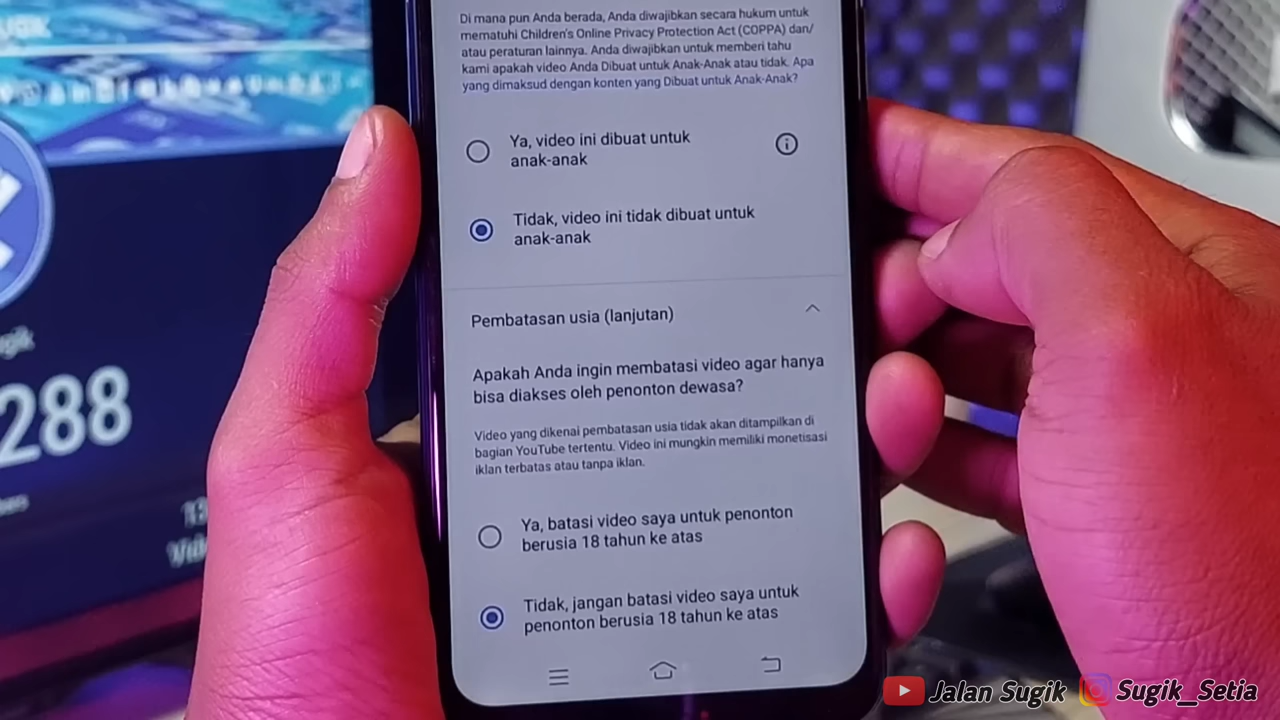 Di mana pun Anda berada, Anda diwajibkan secara hukum untuk
mematuhi Children's Online Privacy Protection Act (COPPA) dan/
atau peraturan lainnya. Anda diwajibkan untuk memberi tahu
kami apakah video Anda Dibuat untuk Anak-Anak atau tidak. Apa
yang dimaksud dengan konten yang Dibuat untuk Anak-Anak?
Ya, video ini dibuat untuk
anak-anak
Tidak, video ini tidak dibuat untuk
anak-anak
Pembatasan usia (lanjutan)
Apakah Anda ingin membatasi video agar hanya
bisa diakses oleh penonton dewasa?
Video yang dikenai pembatasan usia tidak akan ditampilkan di
bagian YouTube tertentu. Video ini mungkin memiliki monetisasi
iklan terbatas atau tanpa iklan.
Ya, batasi video saya untuk penonton
berusia 18 tahun ke atas
Tidak, jangan batasi video saya untuk
penonton berusia 18 tahun ke atas
288
Jalan Sugik
Sugik_Setia